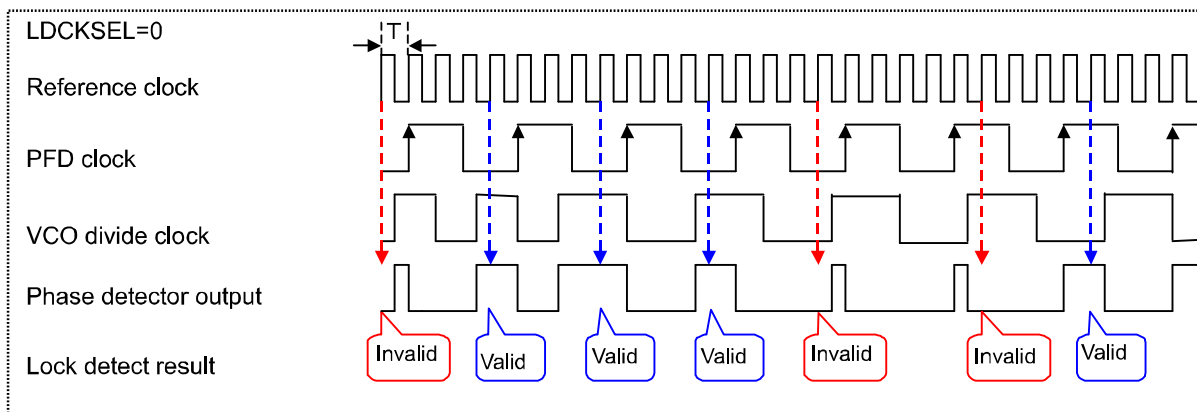 LDCKSEL=0
T
Reference clock
PFD clock
VCO divide clock
Phase detector output
Lock detect result
Invalid
Valid
Valid
Valid
Invalid
Invalid
Valid